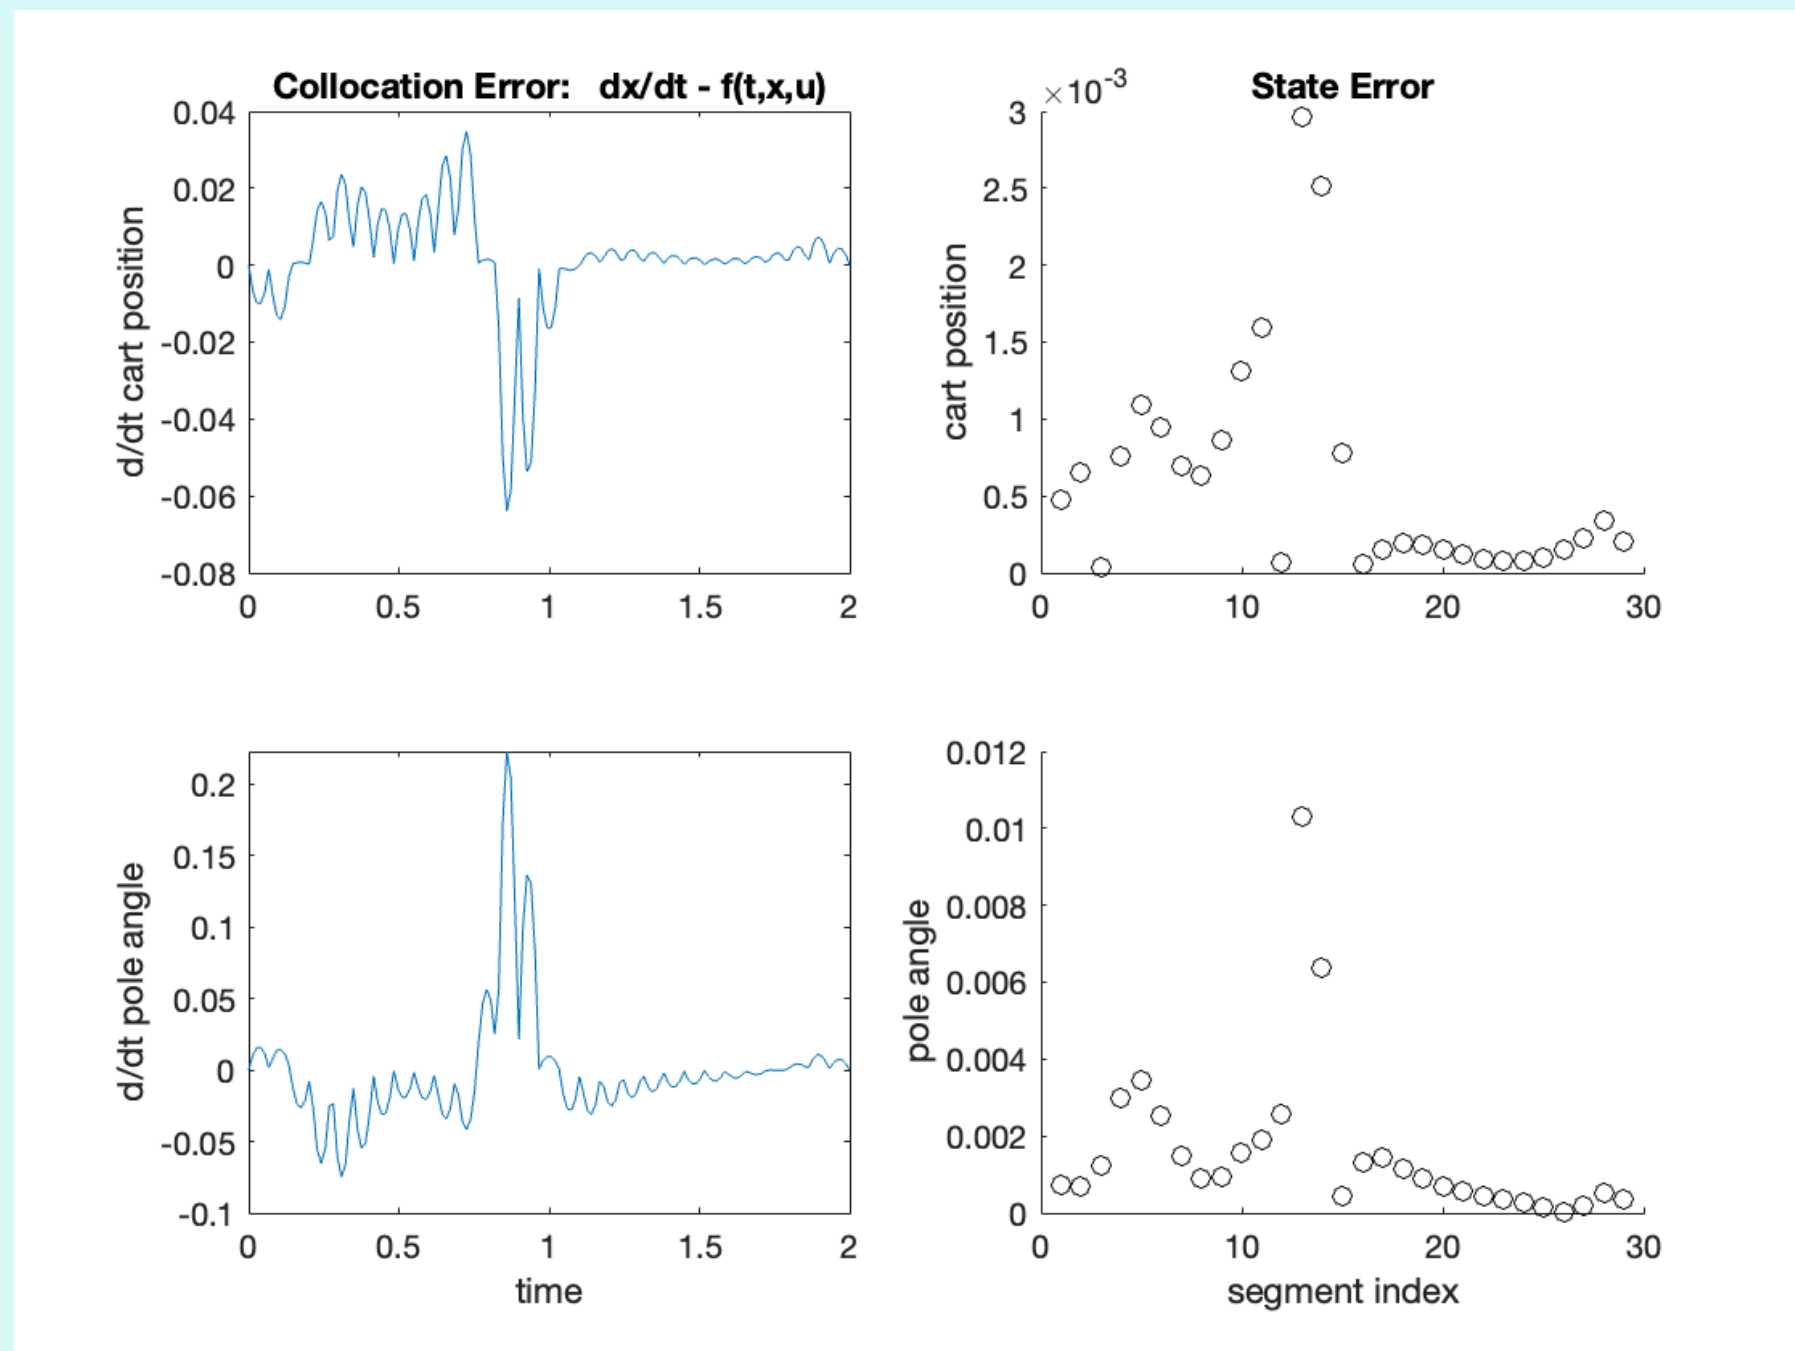 Collocation Error: dx/dt - f(t,x,u)
d/dt cart position
0.04
0.02
0
-0.02
-0.04
-0.06
-0.08
0 0.5 1 1.5 2
State Error
×10-3
cart position
3
2.5
2
1.5
1
0.5
0
0 10 20 30
d/dt pole angle
0.2
0.15
0.1
0.05
0
-0.05
-0.1
0 0.5 1 1.5 2
time
pole angle
0.012
0.01
0.008
0.006
0.004
0.002
0
0 10 20 30
segment index